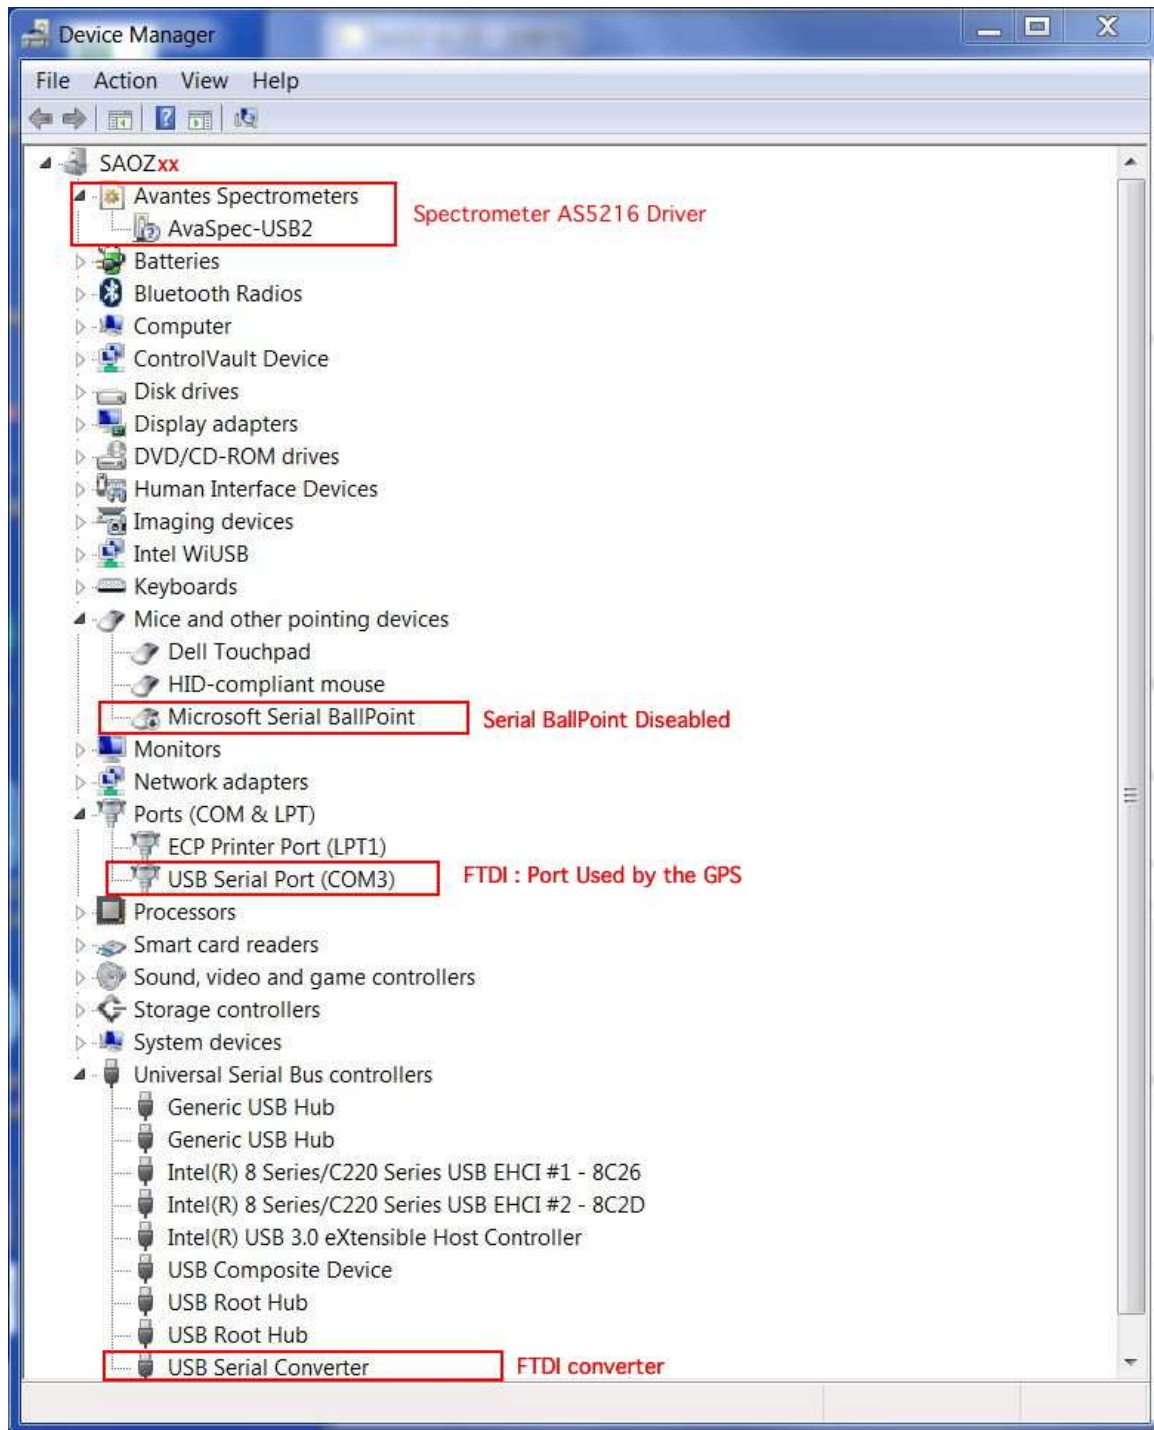 Device Manager
File Action View Help
SAOZxx
Avantes Spectrometers
AvaSpec-USB2
Spectrometer AS5216 Driver
Batteries
Bluetooth Radios
Computer
ControlVault Device
Disk drives
Display adapters
DVD/CD-ROM drives
Human Interface Devices
Imaging devices
Intel WiUSB
Keyboards
Mice and other pointing devices
Dell Touchpad
HID-compliant mouse
Microsoft Serial BallPoint Serial BallPoint Diseabled
Monitors
Network adapters
Ports (COM & LPT)
ECP Printer Port (LPT1)
USB Serial Port (COM3) FTDI : Port Used by the GPS
Processors
Smart card readers
Sound, video and game controllers
Storage controllers
System devices
Universal Serial Bus controllers
Generic USB Hub
Generic USB Hub
Intel(R) 8 Series/C220 Series USB EHCI #1 - 8C26
Intel(R) 8 Series/C220 Series USB EHCI #2 - 8C2D
Intel(R) USB 3.0 eXtensible Host Controller
USB Composite Device
USB Root Hub
USB Root Hub
USB Serial Converter FTDI converter